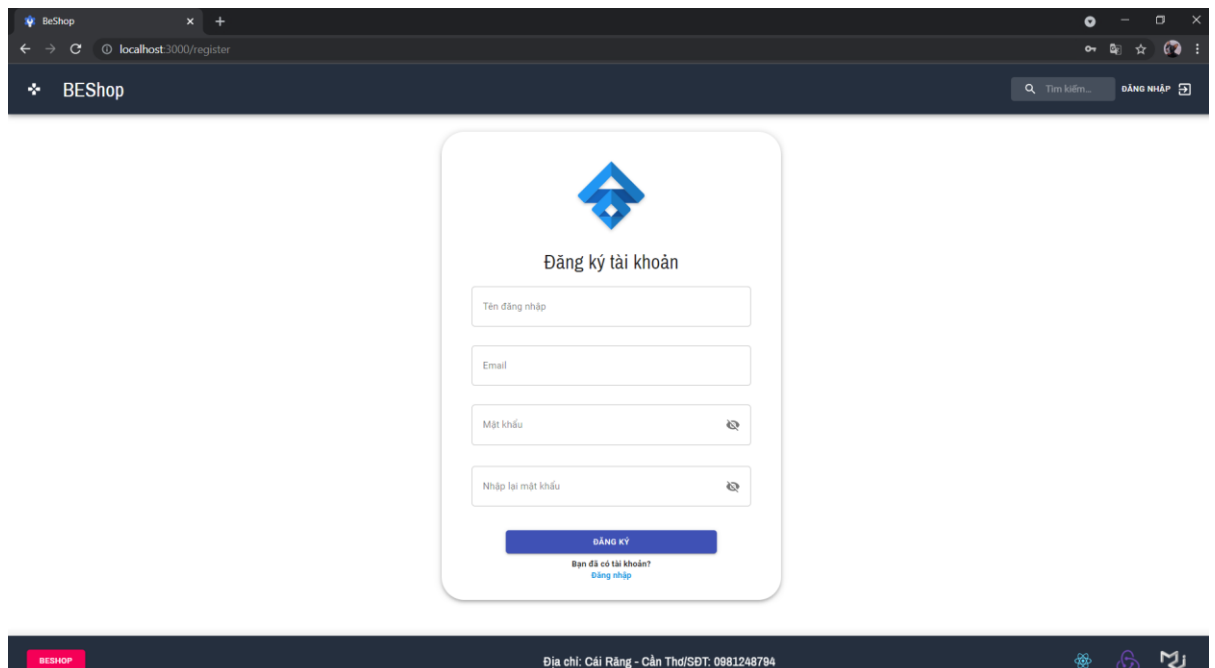 BeShop
localhost:3000/register
BEShop
Tìm kiếm...
ĐĂNG NHẬP
Đăng ký tài khoản
Tên đăng nhập
Email
Mật khẩu
Nhập lại mật khẩu
ĐĂNG KÝ
Bạn đã có tài khoản?
Đăng nhập
BESHOP
Địa chỉ: Cái Răng - Cần Thơ/SĐT: 0981248794